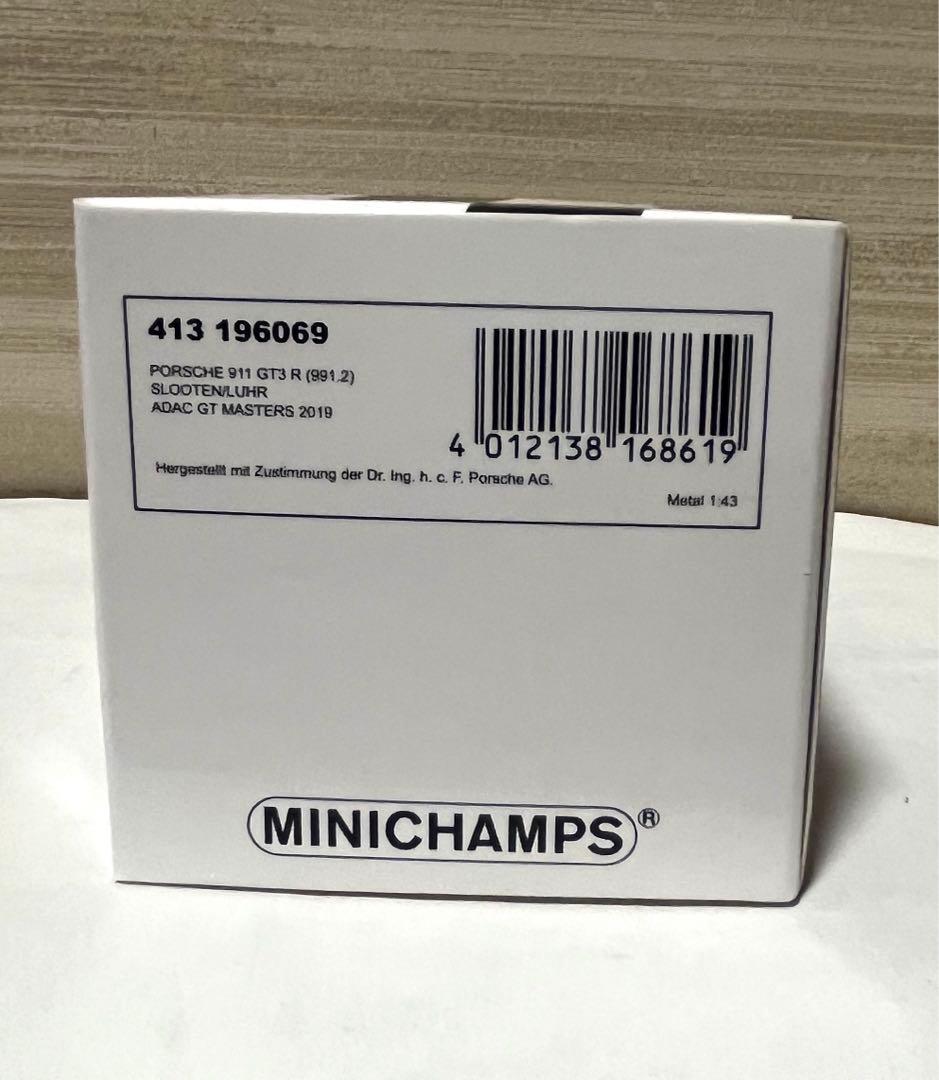 413 196069
PORSCHE 911 GT3 R (991.2)
SLOOTEN/LUHR
ADAC GT MASTERS 2019
4 012138 168619
Hergestellt mit Zustimmung der Dr. Ing. h. c. F. Porsche AG.
Metal 1:43
MINICHAMPS®